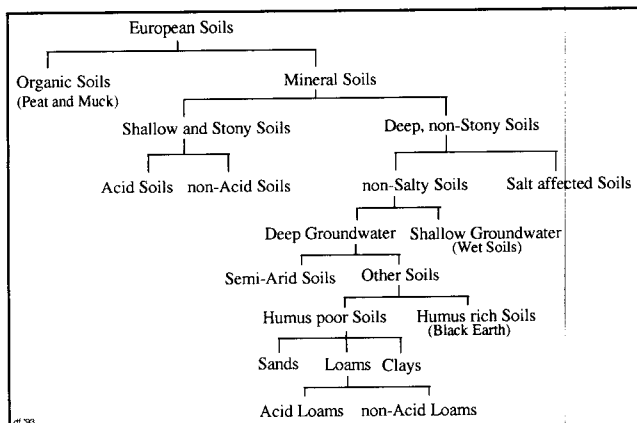 European Soils
Organic Soils
(Peat and Muck)
Mineral Soils
Shallow and Stony Soils
Deep, non-Stony Soils
Acid Soils
non-Acid Soils
non-Salty Soils
Salt affected Soils
Deep Groundwater
Shallow Groundwater
(Wet Soils)
Semi-Arid Soils
Other Soils
Humus poor Soils
Humus rich Soils
(Black Earth)
Sands
Loams
Clays
Acid Loams
non-Acid Loams